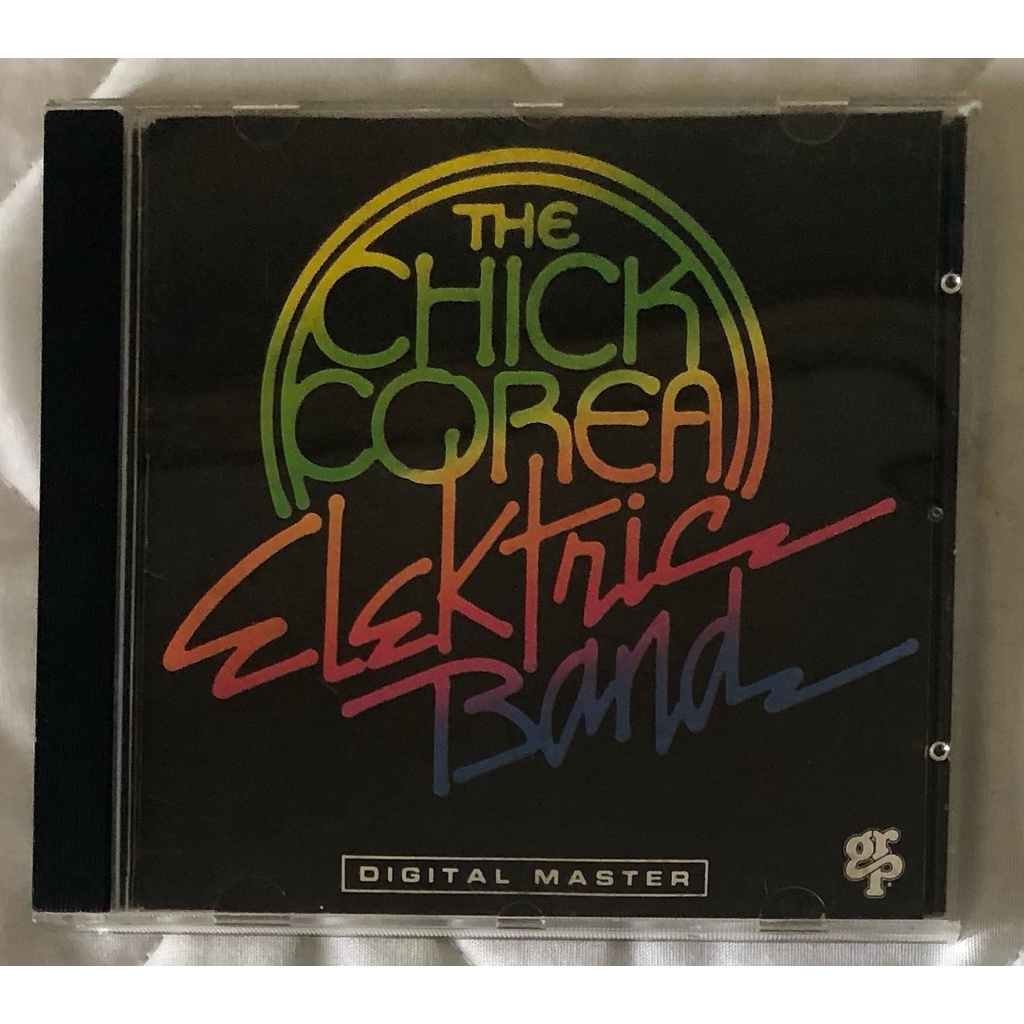 THE
CHICK
COREA
Elektric
Band
DIGITAL MASTER
grp